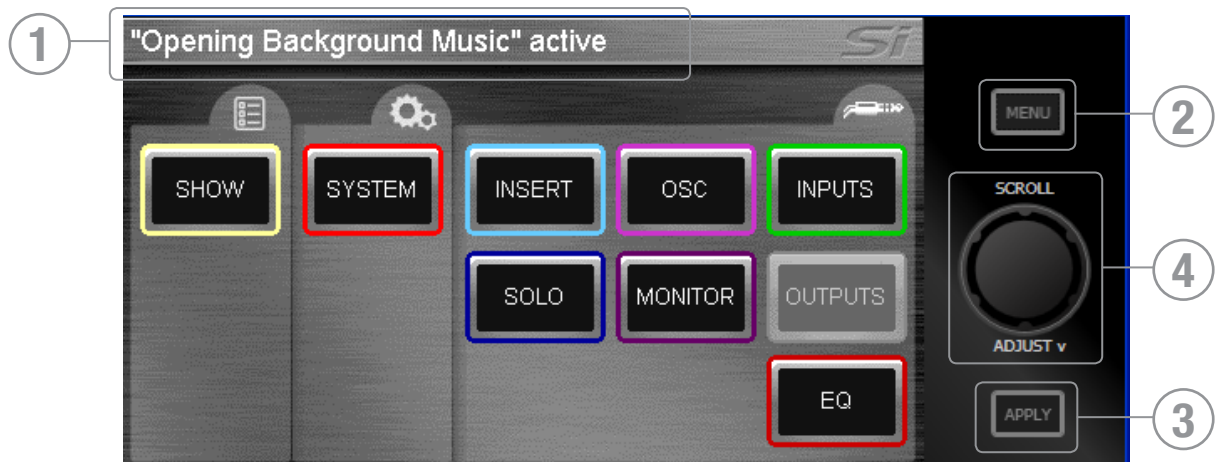 1
"Opening Background Music" active
Si
MENU
2
SHOW
SYSTEM
INSERT
OSC
INPUTS
SCROLL
4
SOLO
MONITOR
OUTPUTS
ADJUST v
EQ
APPLY
3